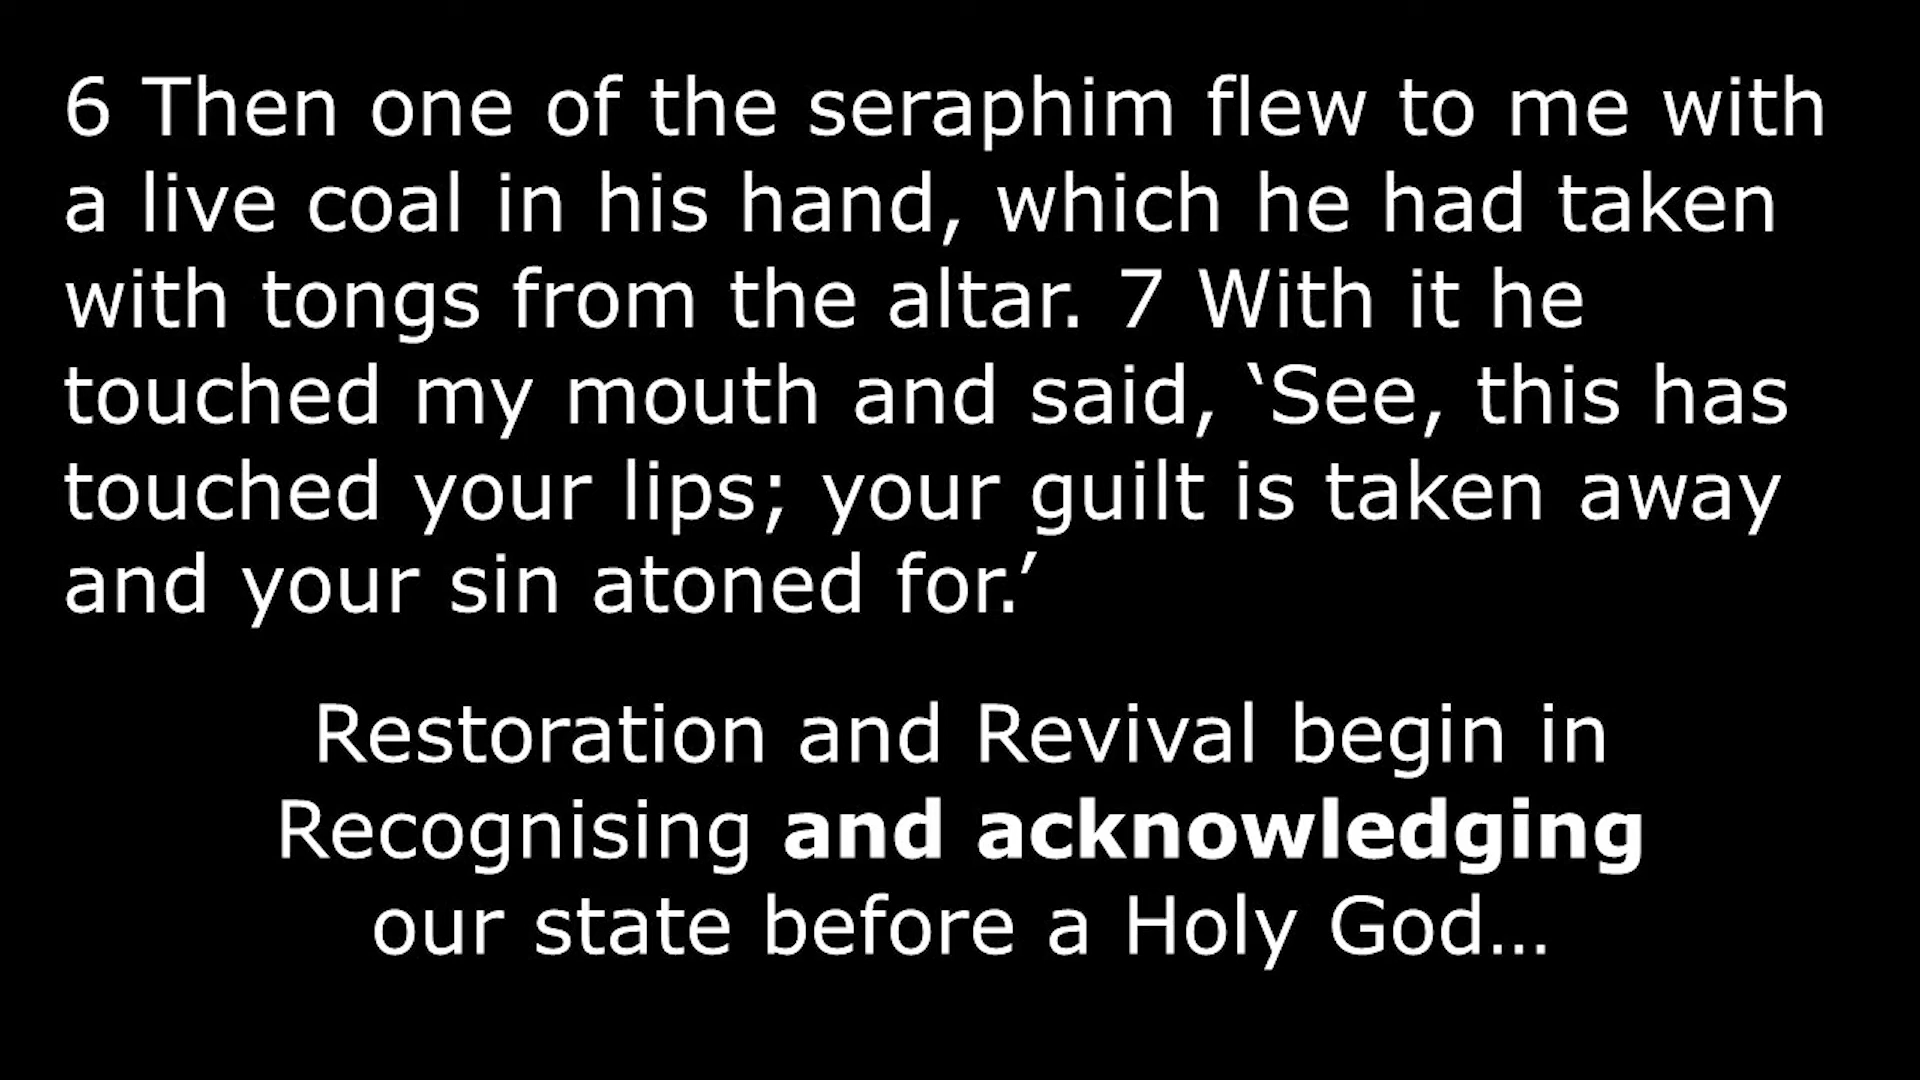 6 Then one of the seraphim flew to me with
a live coal in his hand, which he had taken
with tongs from the altar. 7 With it he
touched my mouth and said, ‘See, this has
touched your lips; your guilt is taken away
and your sin atoned for.’
Restoration and Revival begin in
Recognising and acknowledging
our state before a Holy God…